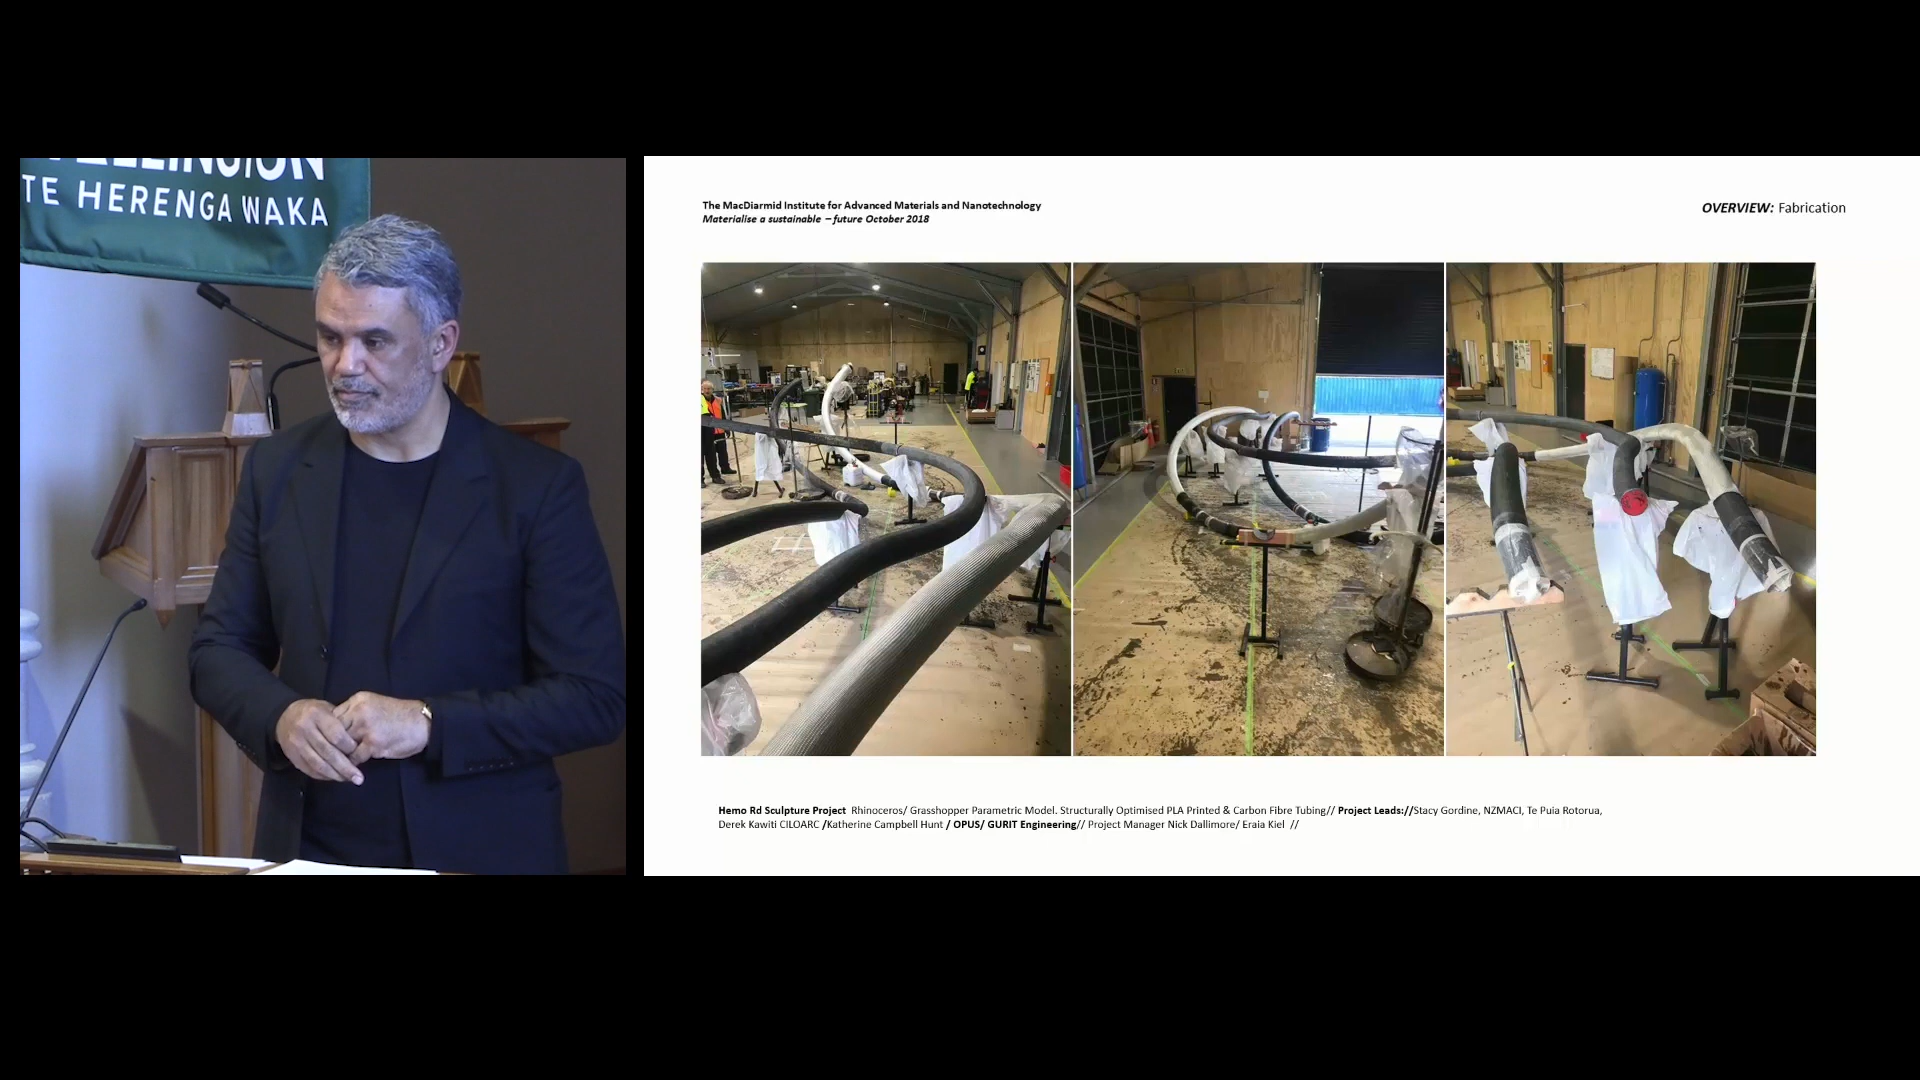 TE HERENGA WAKA
The MacDiarmid Institute for Advanced Materials and Nanotechnology
Materialise a sustainable – future October 2018
OVERVIEW: Fabrication
Hemo Rd Sculpture Project Rhinoceros/ Grasshopper Parametric Model. Structurally Optimised PLA Printed & Carbon Fibre Tubing// Project Leads://Stacy Gordine, NZMACI, Te Puia Rotorua,
Derek Kawiti CILOARC /Katherine Campbell Hunt / OPUS/ GURIT Engineering// Project Manager Nick Dallimore/ Eraia Kiel //